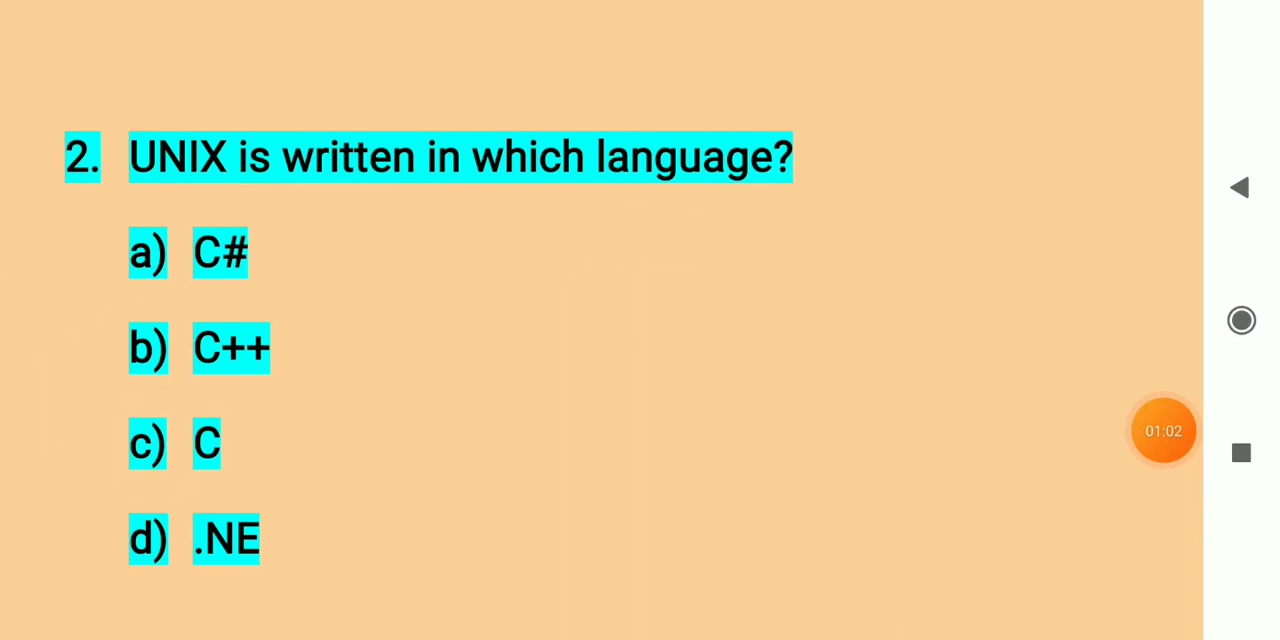 2. UNIX is written in which language?
a) C#
b) C++
c) C
d) .NE
01:02